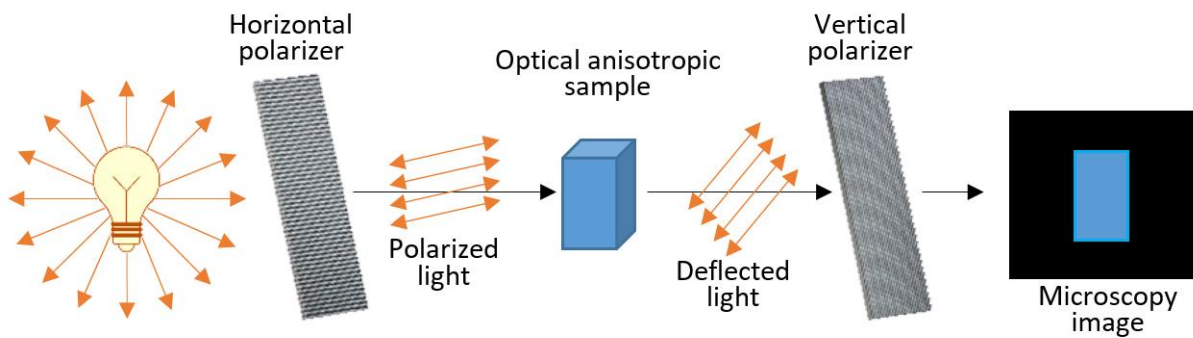 Horizontal
polarizer
Optical anisotropic
sample
Vertical
polarizer
Polarized
light
Deflected
light
Microscopy
image